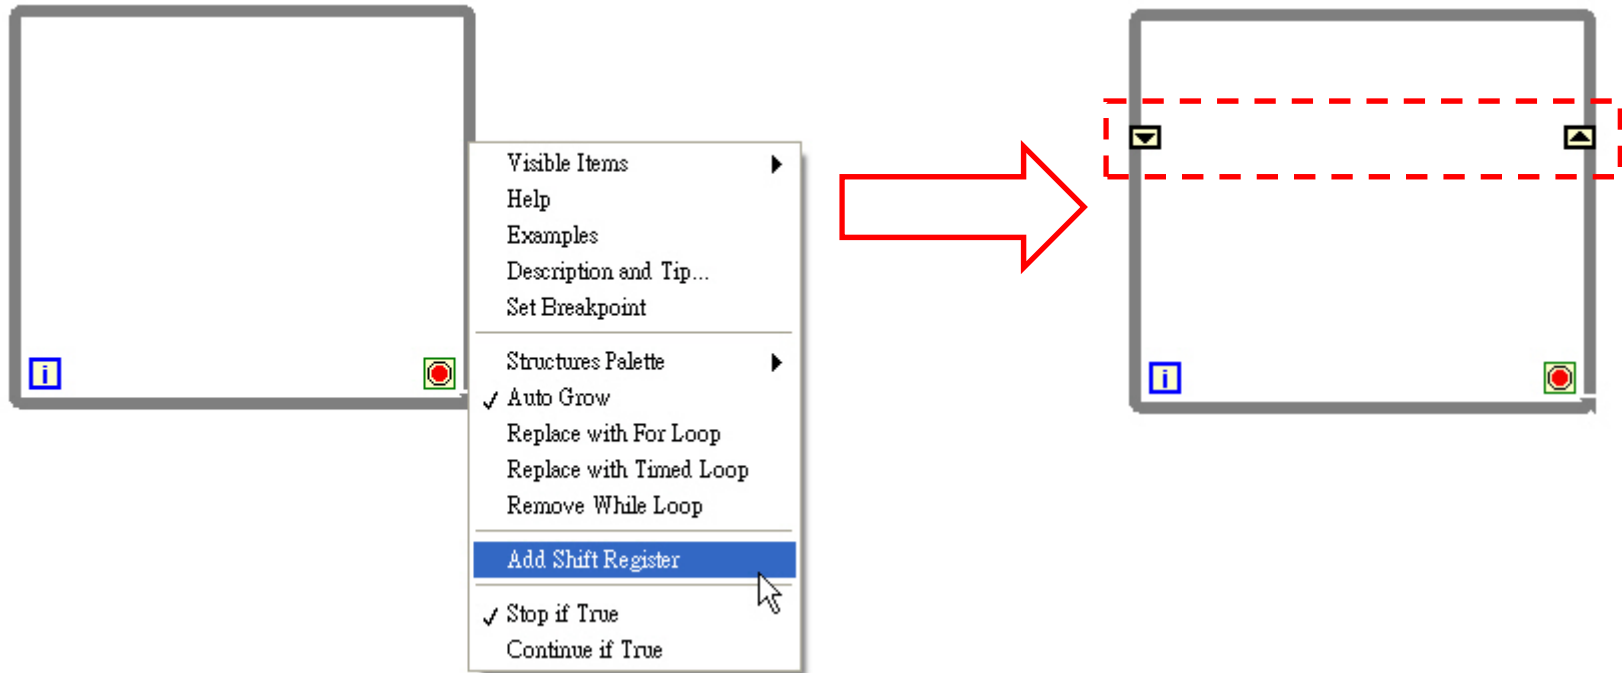 Visible Items
Help
Examples
Description and Tip...
Set Breakpoint
Structures Palette
Auto Grow
Replace with For Loop
Replace with Timed Loop
Remove While Loop
Add Shift Register
Stop if True
Continue if True
i
i